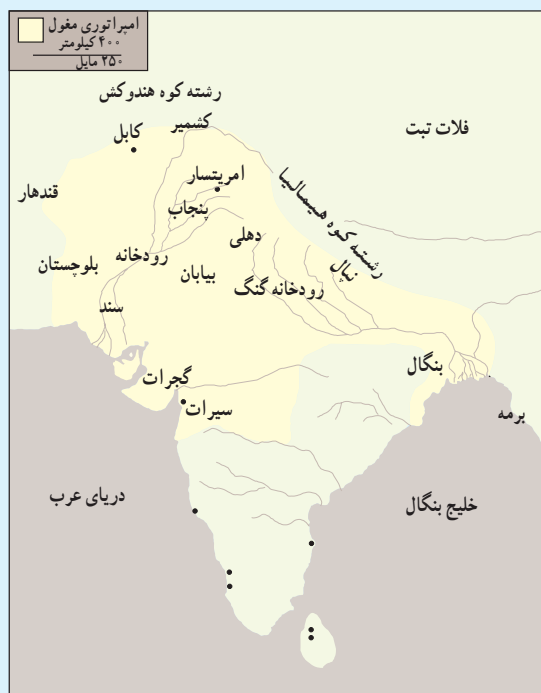 امپراتوری مغول
۴۰۰ کیلومتر
۲۵۰ مایل
رشته کوه هندوکش
کشمیر
کابل
فلات تبت
امریتسار
قندهار
پنجاب
رشته کوه هیمالیا
دهلی
نپال
رودخانه
بلوچستان
بیابان
رودخانه گنگ
سند
بنگال
گجرات
سیرات
برمه
دریای عرب
خلیج بنگال